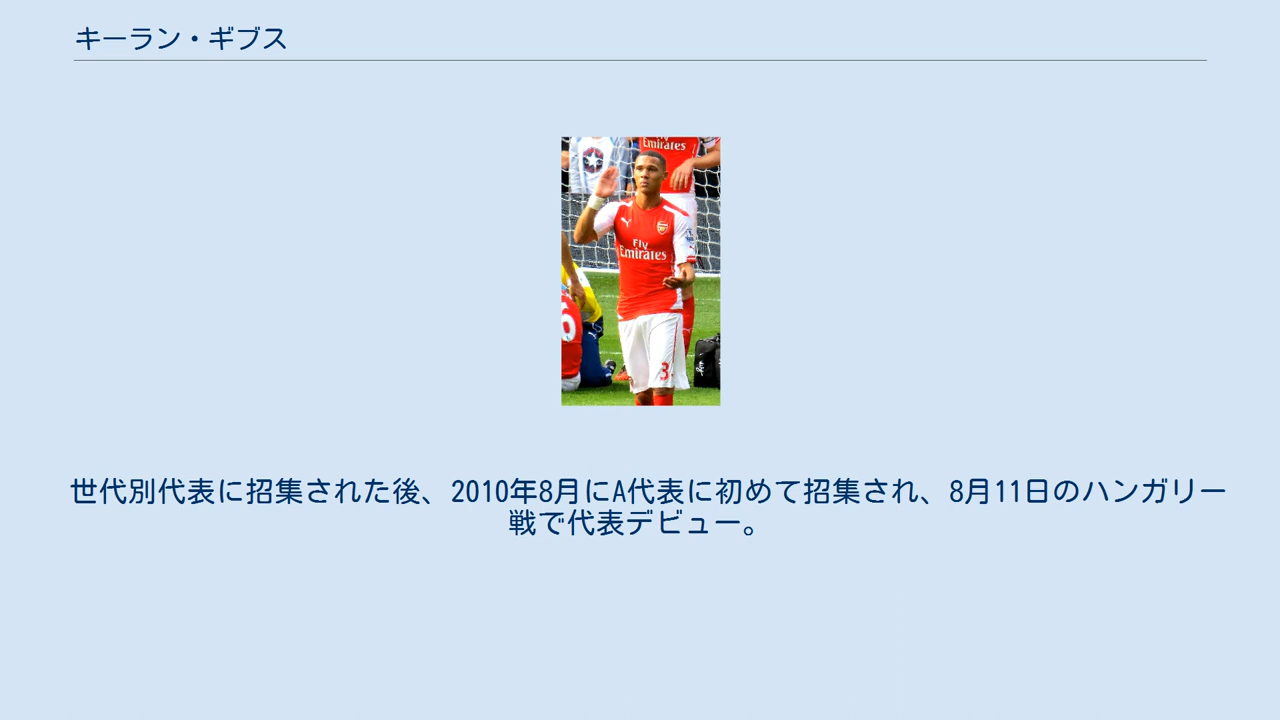 キーラン・ギブス
Emirates
Fly
Emirates
6
3
世代別代表に招集された後、2010年8月にA代表に初めて招集され、8月11日のハンガリー
戦で代表デビュー。